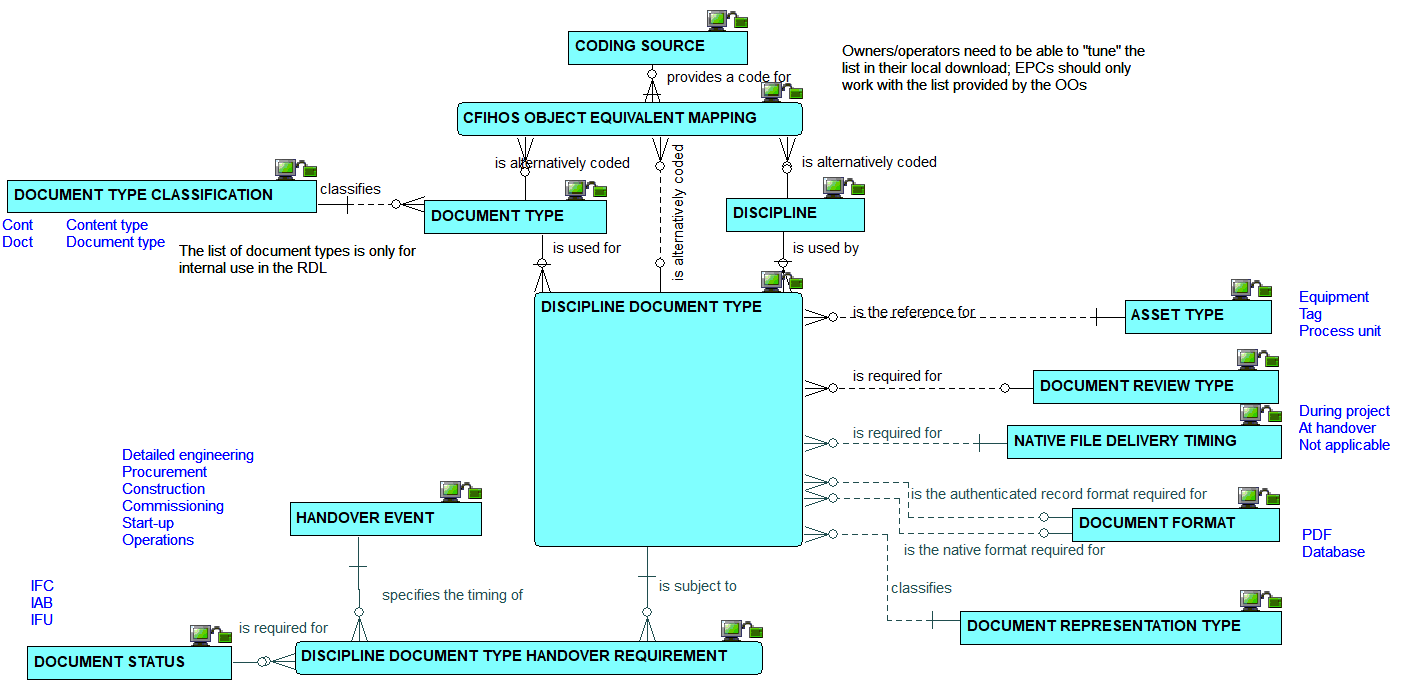 CODING SOURCE
Owners/operators need to be able to "tune" the
list in their local download; EPCs should only
work with the list provided by the OOs
provides a code for
CFIHOS OBJECT EQUIVALENT MAPPING
is alternatively coded
is alternatively coded
is alternatively coded
DOCUMENT TYPE CLASSIFICATION
classifies
DOCUMENT TYPE
DISCIPLINE
Cont Content type
Doct Document type
The list of document types is only for
internal use in the RDL
is used for
is used by
DISCIPLINE DOCUMENT TYPE
is the reference for
ASSET TYPE
Equipment
Tag
Process unit
is required for
DOCUMENT REVIEW TYPE
is required for
NATIVE FILE DELIVERY TIMING
During project
At handover
Not applicable
Detailed engineering
Procurement
Construction
Commissioning
Start-up
Operations
HANDOVER EVENT
is the authenticated record format required for
DOCUMENT FORMAT
is the native format required for
PDF
Database
IFC
IAB
IFU
specifies the timing of
is subject to
classifies
DOCUMENT REPRESENTATION TYPE
is required for
DOCUMENT STATUS
DISCIPLINE DOCUMENT TYPE HANDOVER REQUIREMENT